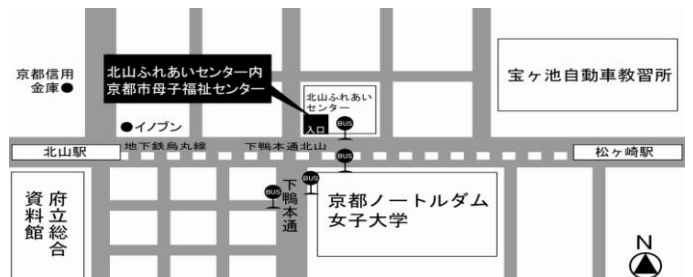 京都信用
金庫
北山ふれあいセンター内
京都市母子福祉センター
北山ふれあい
センター
入口
BUS
宝ヶ池自動車教習所
イノブン
地下鉄烏丸線
下鴨本通北山
BUS
北山駅
松ヶ崎駅
府立総合
資料館
BUS
下鴨本通
BUS
京都ノートルダム
女子大学
N